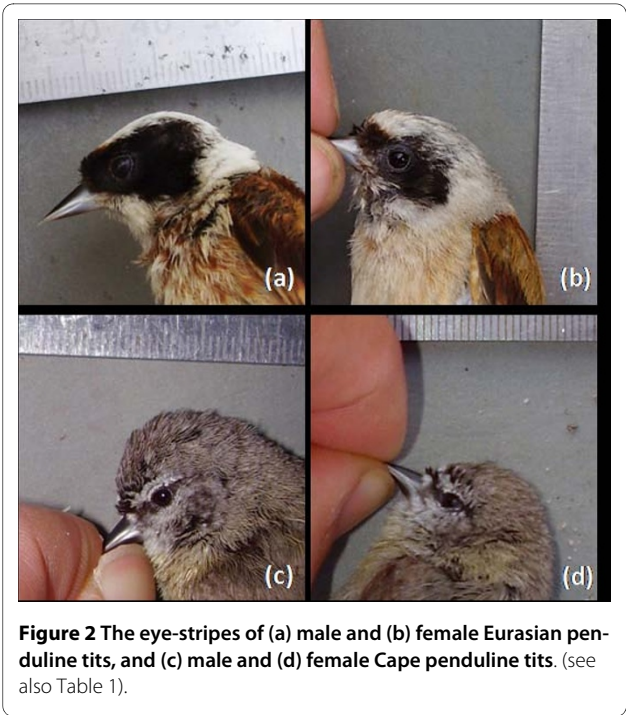 (a)
(b)
(c)
(d)
Figure 2 The eye-stripes of (a) male and (b) female Eurasian pen-
duline tits, and (c) male and (d) female Cape penduline tits. (see
also Table 1).